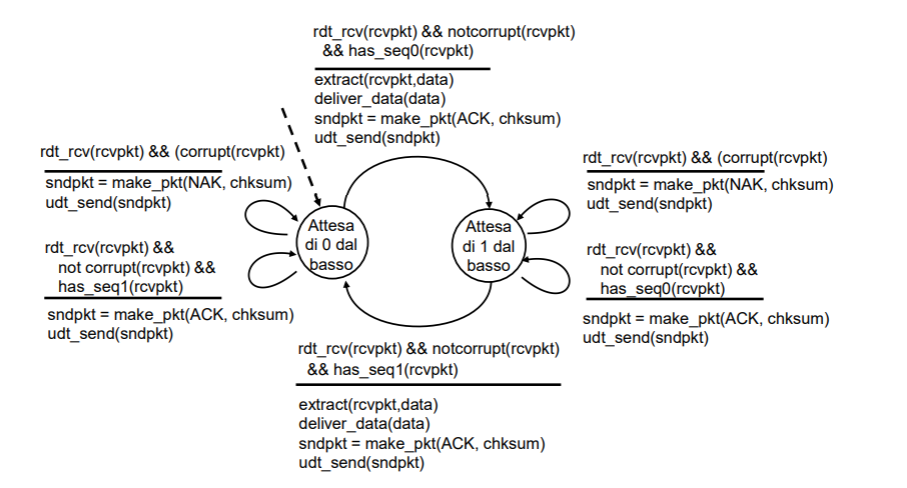 rdt_rcv(rcvpkt) && notcorrupt(rcvpkt)
&& has_seq0(rcvpkt)
extract(rcvpkt,data)
deliver_data(data)
sndpkt = make_pkt(ACK, chksum)
udt_send(sndpkt)
rdt_rcv(rcvpkt) && (corrupt(rcvpkt)
sndpkt = make_pkt(NAK, chksum)
udt_send(sndpkt)
rdt_rcv(rcvpkt) &&
not corrupt(rcvpkt) &&
has_seq1(rcvpkt)
sndpkt = make_pkt(ACK, chksum)
udt_send(sndpkt)
Attesa
di 0 dal
basso
Attesa
di 1 dal
basso
rdt_rcv(rcvpkt) && (corrupt(rcvpkt)
sndpkt = make_pkt(NAK, chksum)
udt_send(sndpkt)
rdt_rcv(rcvpkt) &&
not corrupt(rcvpkt) &&
has_seq0(rcvpkt)
sndpkt = make_pkt(ACK, chksum)
udt_send(sndpkt)
rdt_rcv(rcvpkt) && notcorrupt(rcvpkt)
&& has_seq1(rcvpkt)
extract(rcvpkt,data)
deliver_data(data)
sndpkt = make_pkt(ACK, chksum)
udt_send(sndpkt)